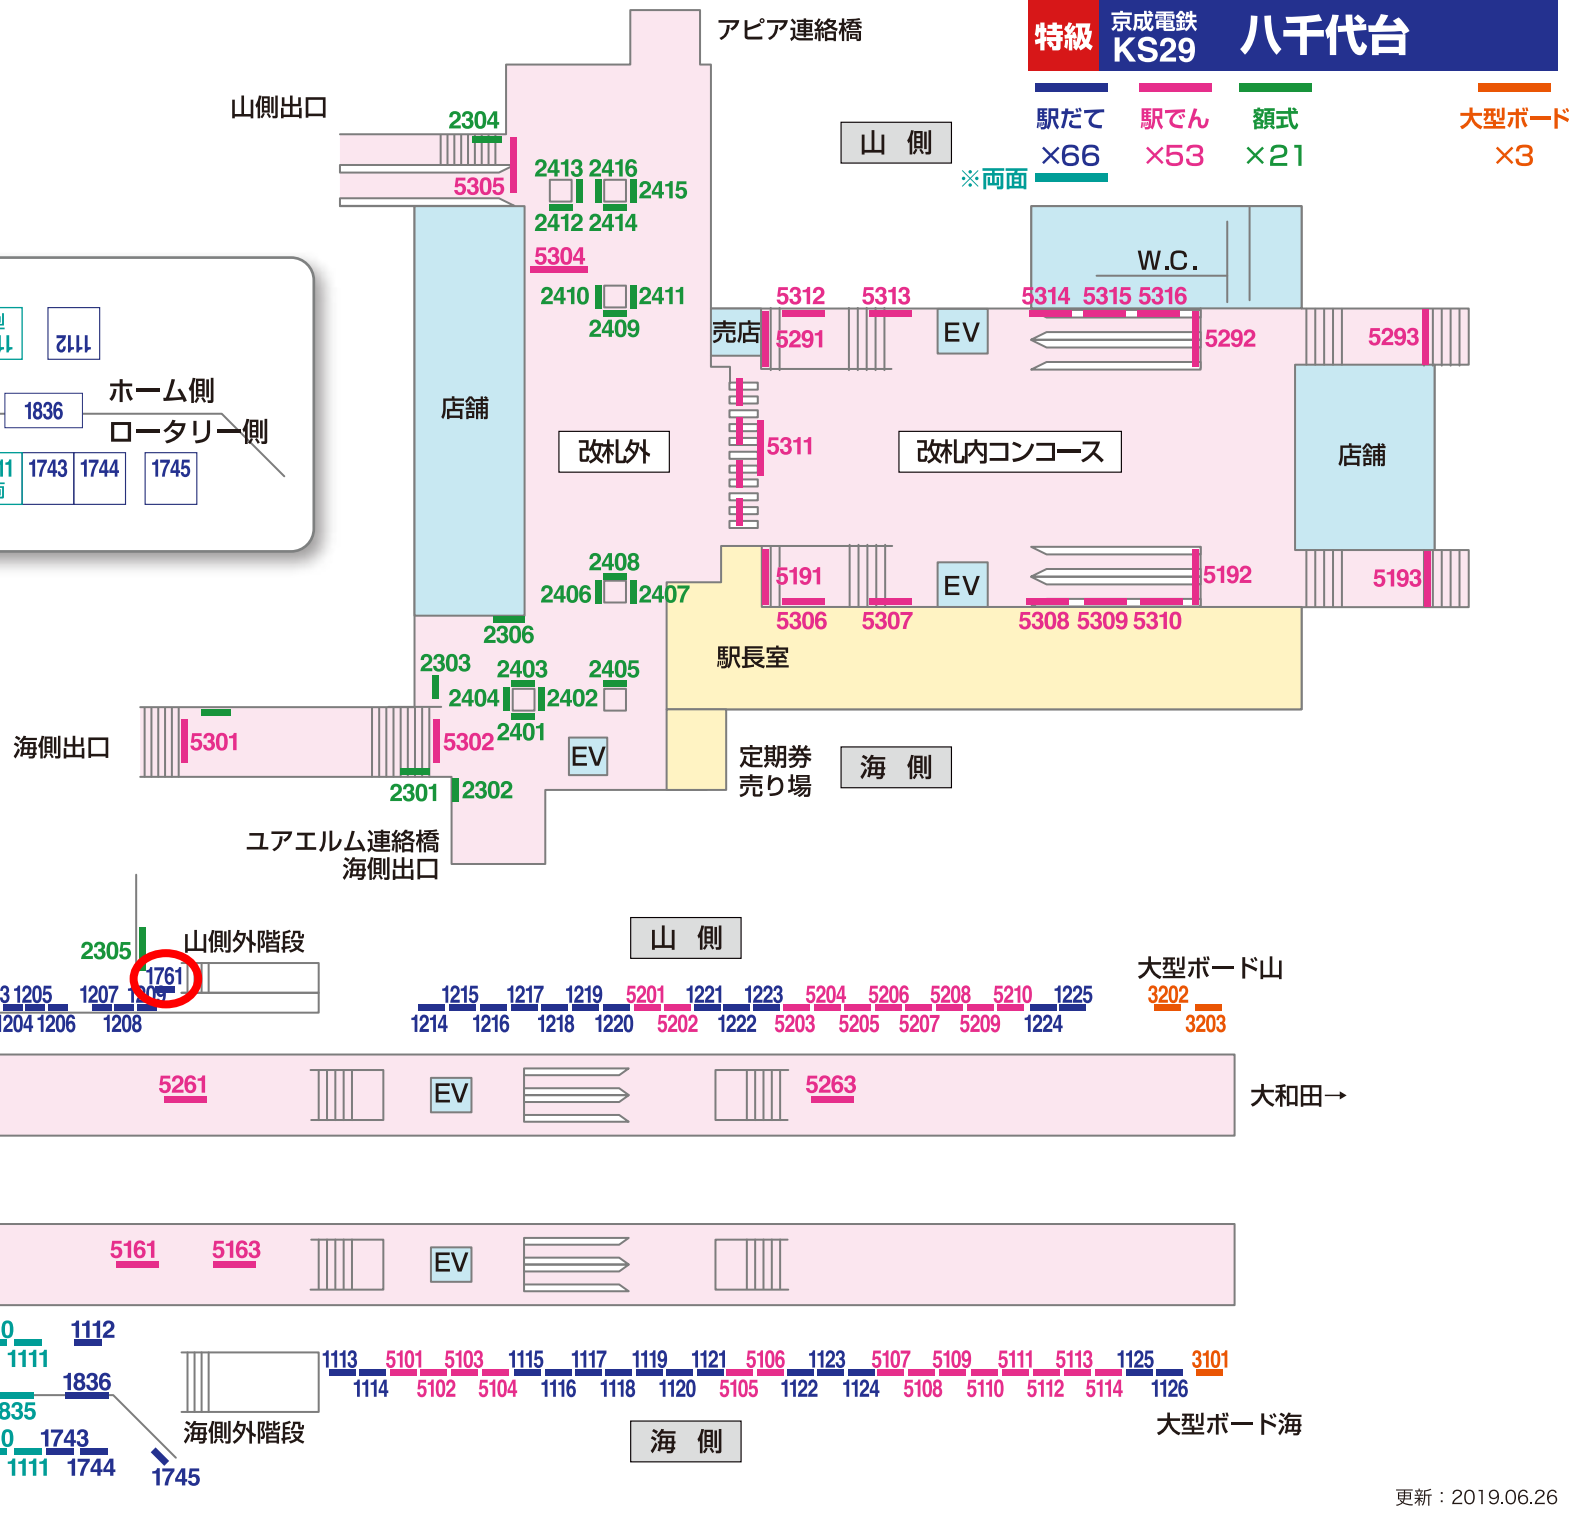 特級 京成電鉄 KS29 八千代台
駅だて 駅でん 額式 大型ボード
×66 ×53 ×21 ×3
※両面
アピア連絡橋
山側出口
山 側
2304
5305
2413 2416
2415
2412 2414
5304
2410 2411
2409
W.C.
売店
5312 5313 5314 5315 5316
5291 EV 5292 5293
1112
ホーム側
1836
ロータリー側
1743 1744 1745
店舗
改札外
5311
改札内コンコース
店舗
2408
2406 2407
2306
5191 EV 5192 5193
5306 5307 5308 5309 5310
駅長室
2303
2403 2405
2404 2402
2401
海側出口
5301 5302
EV
2301 2302
定期券
売り場
海 側
ユアエルム連絡橋
海側出口
2305
山側外階段
1761
山 側
大型ボード山
1205 1207 1209
1204 1206 1208
1215 1217 1219 5201 1221 1223 5204 5206 5208 5210 1225 3202
1214 1216 1218 1220 5202 1222 5203 5205 5207 5209 1224 3203
5261 EV 5263
大和田→
5161 5163 EV
1112
1111
1836
1743
1111 1744
1745
海側外階段
1113 5101 5103 1115 1117 1119 1121 5106 1123 5107 5109 5111 5113 1125 3101
1114 5102 5104 1116 1118 1120 5105 1122 1124 5108 5110 5112 5114 1126
海 側
大型ボード海
更新：2019.06.26